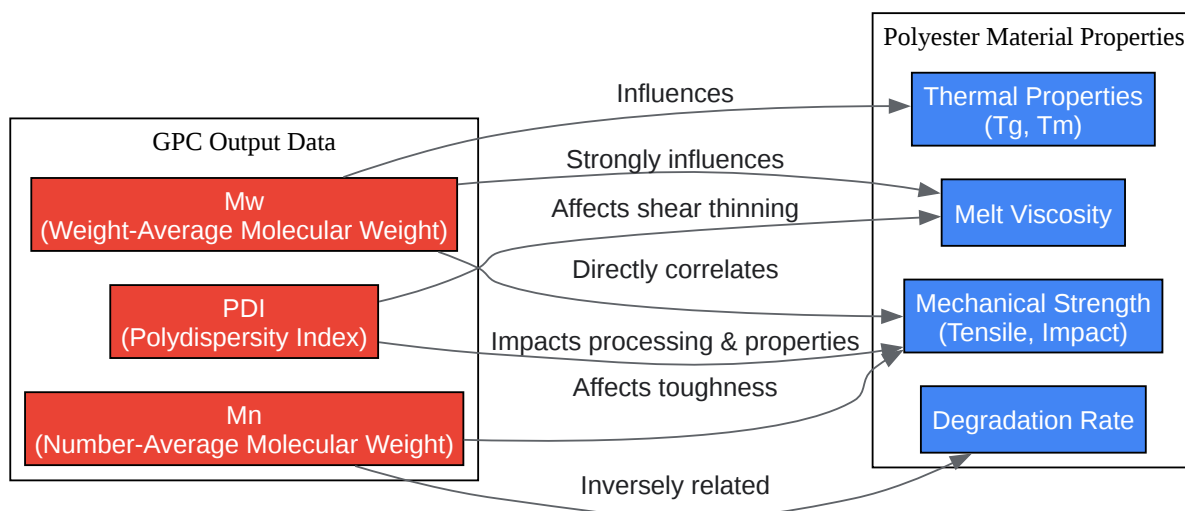 GPC Output Data
Mw
(Weight-Average Molecular Weight)
PDI
(Polydispersity Index)
Mn
(Number-Average Molecular Weight)
Influences
Strongly influences
Affects shear thinning
Directly correlates
Impacts processing & properties
Affects toughness
Inversely related
Polyester Material Properties
Thermal Properties
(Tg, Tm)
Melt Viscosity
Mechanical Strength
(Tensile, Impact)
Degradation Rate